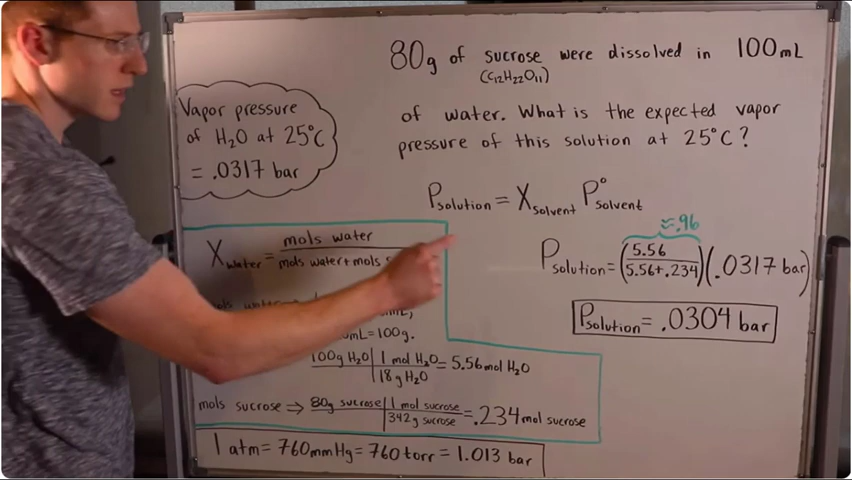 80g of sucrose were dissolved in 100mL
(C12H22O11)
of water. What is the expected vapor
pressure of this solution at 25°C?
Vapor pressure
of H2O at 25°C
= .0317 bar
Psolution = Xsolvent P°solvent
≈.96
Psolution = (5.56/5.56+.234)(.0317 bar)
Psolution = .0304 bar
Xwater = mols water/mols water+mols
mols water
mL = 100g.
100g H2O | 1 mol H2O/18g H2O = 5.56 mol H2O
mols sucrose ⇒ 80g sucrose | 1 mol sucrose/342g sucrose = .234 mol sucrose
1 atm = 760mmHg = 760 torr = 1.013 bar